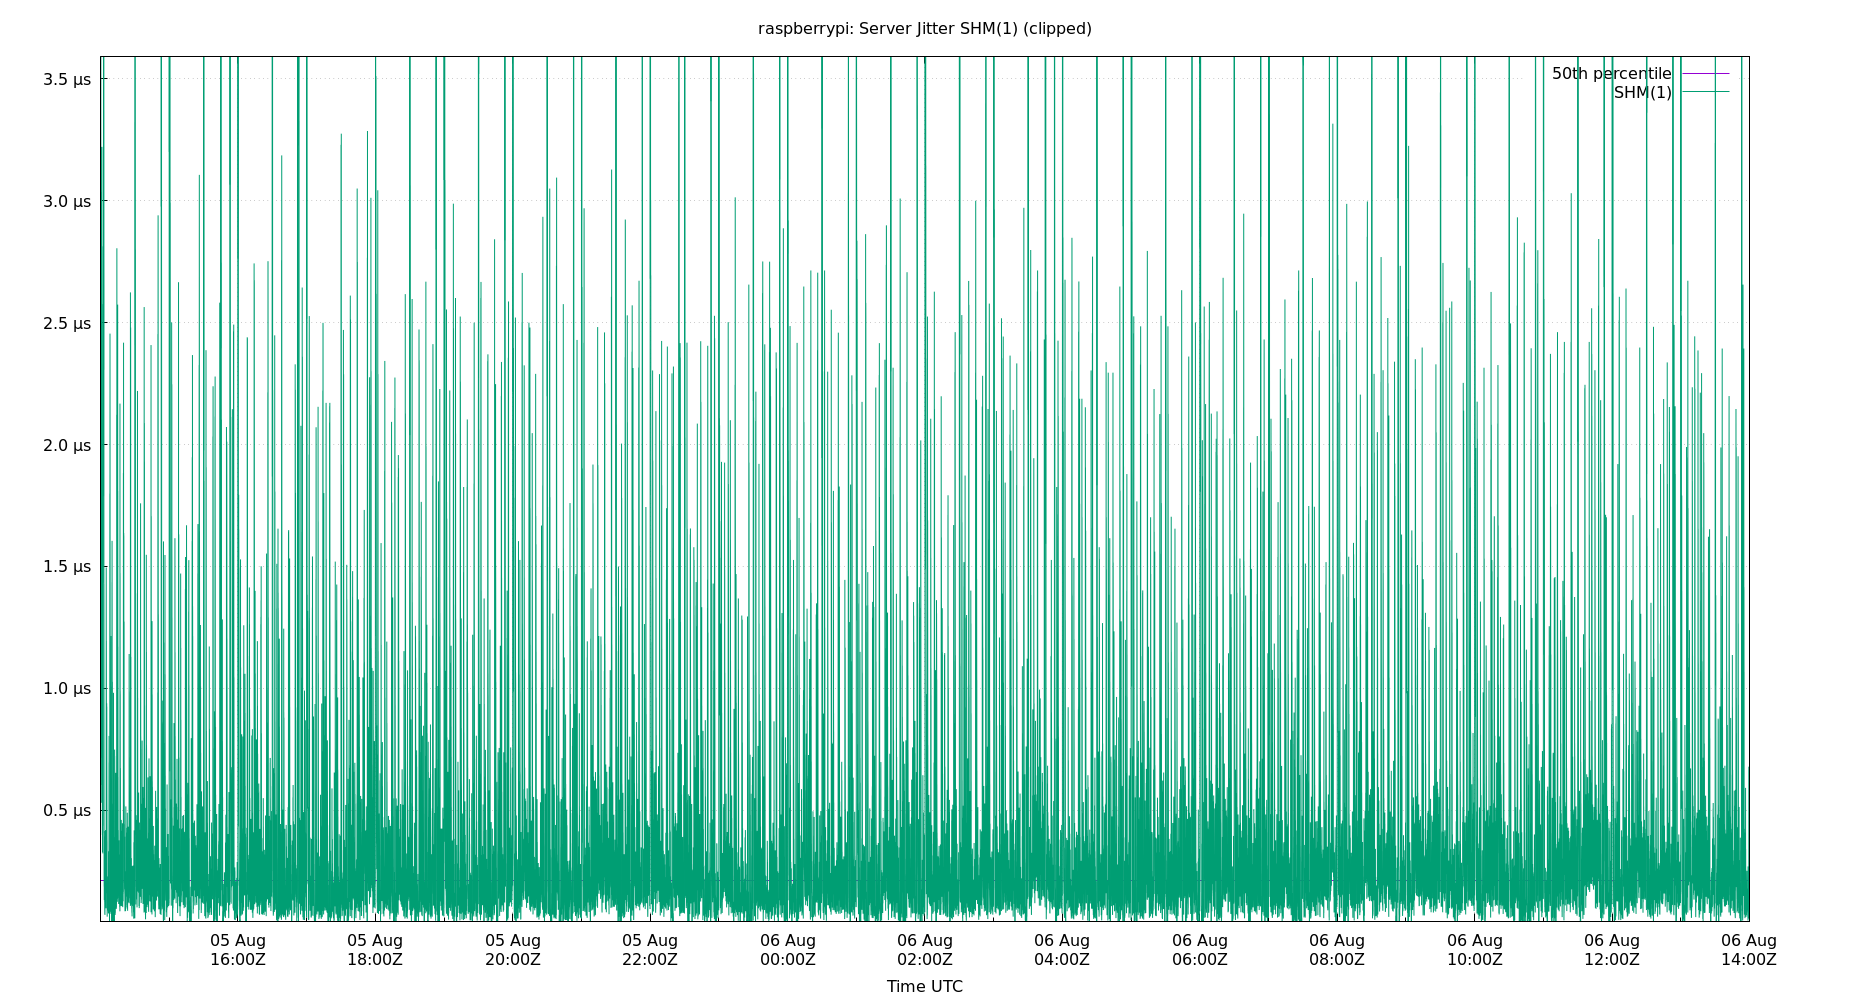 raspberrypi: Server Jitter SHM(1) (clipped)
3.5 µs
3.0 µs
2.5 µs
2.0 µs
1.5 µs
1.0 µs
0.5 µs
50th percentile
SHM(1)
05 Aug 05 Aug 05 Aug 05 Aug 06 Aug 06 Aug 06 Aug 06 Aug 06 Aug 06 Aug 06 Aug 06 Aug
16:00Z 18:00Z 20:00Z 22:00Z 00:00Z 02:00Z 04:00Z 06:00Z 08:00Z 10:00Z 12:00Z 14:00Z
Time UTC